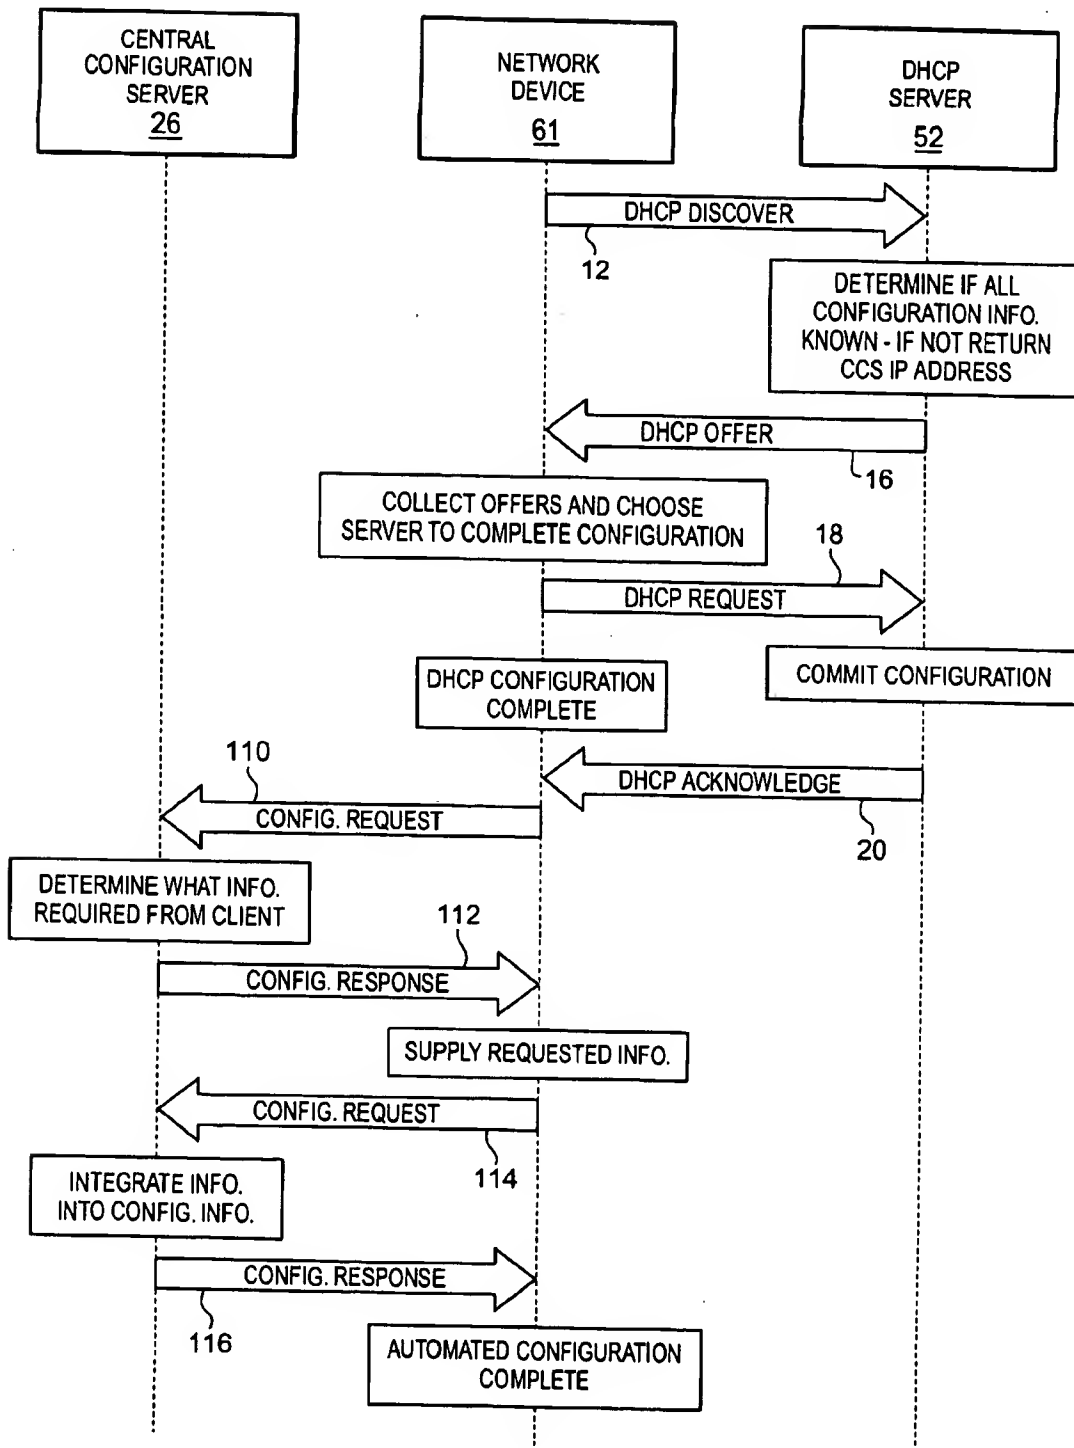 CENTRAL
CONFIGURATION
SERVER
26
NETWORK
DEVICE
61
DHCP
SERVER
52
DHCP DISCOVER
12
DETERMINE IF ALL
CONFIGURATION INFO.
KNOWN - IF NOT RETURN
CCS IP ADDRESS
DHCP OFFER
16
COLLECT OFFERS AND CHOOSE
SERVER TO COMPLETE CONFIGURATION
18
DHCP REQUEST
COMMIT CONFIGURATION
DHCP CONFIGURATION
COMPLETE
110
DHCP ACKNOWLEDGE
CONFIG. REQUEST
20
DETERMINE WHAT INFO.
REQUIRED FROM CLIENT
112
CONFIG. RESPONSE
SUPPLY REQUESTED INFO.
CONFIG. REQUEST
114
INTEGRATE INFO.
INTO CONFIG. INFO.
CONFIG. RESPONSE
116
AUTOMATED CONFIGURATION
COMPLETE